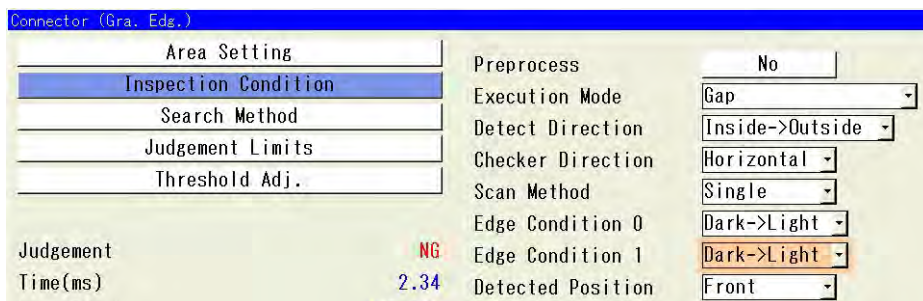 Connector (Gra. Edg.)
Area Setting
Inspection Condition
Search Method
Judgement Limits
Threshold Adj.
Judgement NG
Time(ms) 2.34
Preprocess No
Execution Mode Gap
Detect Direction Inside->Outside
Checker Direction Horizontal
Scan Method Single
Edge Condition 0 Dark->Light
Edge Condition 1 Dark->Light
Detected Position Front